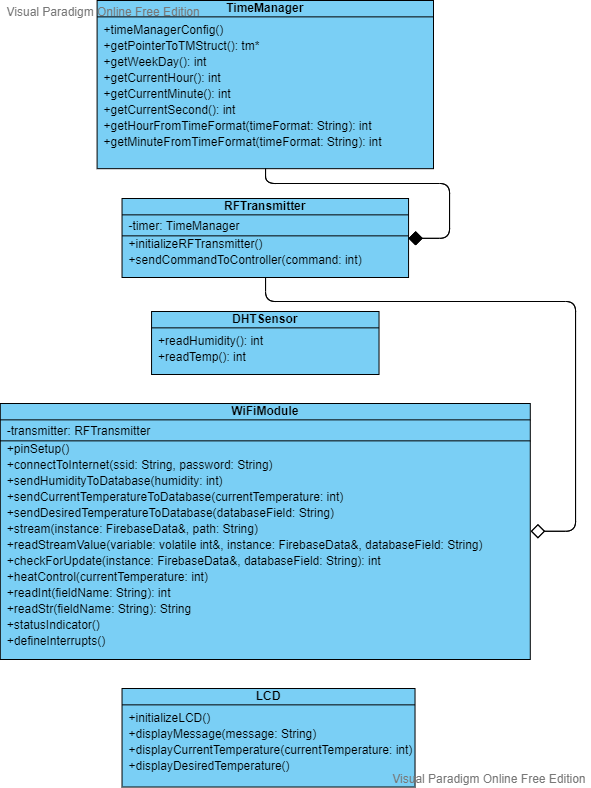 Visual Paradigm Online Free Edition
TimeManager
+timeManagerConfig()
+getPointerToTMStruct(): tm*
+getWeekDay(): int
+getCurrentHour(): int
+getCurrentMinute(): int
+getCurrentSecond(): int
+getHourFromTimeFormat(timeFormat: String): int
+getMinuteFromTimeFormat(timeFormat: String): int
RFTransmitter
-timer: TimeManager
+initializeRFTransmitter()
+sendCommandToController(command: int)
DHTSensor
+readHumidity(): int
+readTemp(): int
WiFiModule
-transmitter: RFTransmitter
+pinSetup()
+connectToInternet(ssid: String, password: String)
+sendHumidityToDatabase(humidity: int)
+sendCurrentTemperatureToDatabase(currentTemperature: int)
+sendDesiredTemperatureToDatabase(databaseField: String)
+stream(instance: FirebaseData&, path: String)
+readStreamValue(variable: volatile int&, instance: FirebaseData&, databaseField: String)
+checkForUpdate(instance: FirebaseData&, databaseField: String): int
+heatControl(currentTemperature: int)
+readInt(fieldName: String): int
+readStr(fieldName: String): String
+statusIndicator()
+defineInterrupts()
LCD
+initializeLCD()
+displayMessage(message: String)
+displayCurrentTemperature(currentTemperature: int)
+displayDesiredTemperature()
Visual Paradigm Online Free Edition